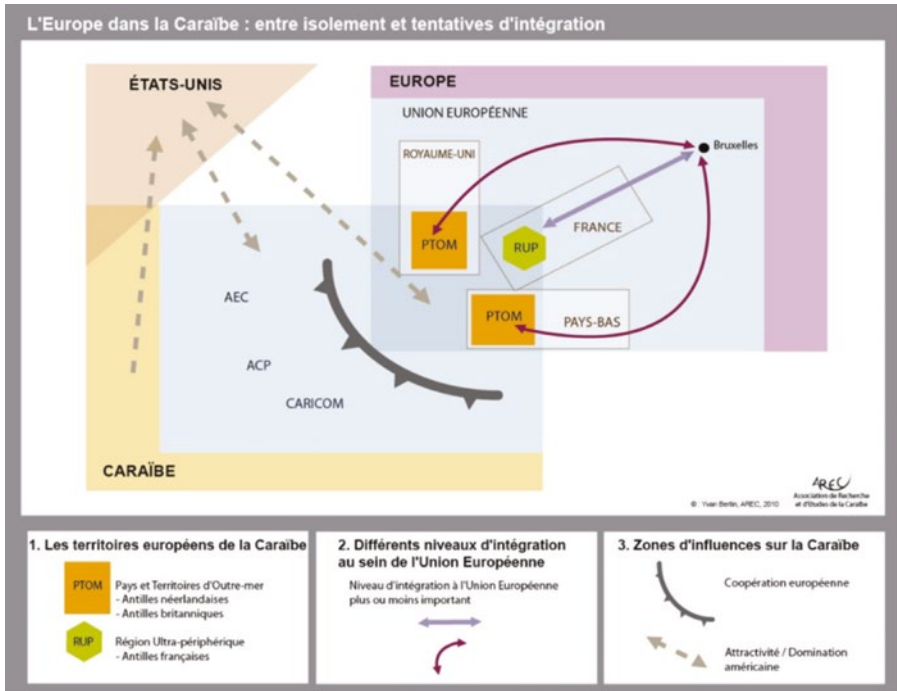 L'Europe dans la Caraïbe : entre isolement et tentatives d'intégration
ÉTATS-UNIS
EUROPE
UNION EUROPÉENNE
ROYAUME-UNI
Bruxelles
PTOM
RUP
FRANCE
PTOM
PAYS-BAS
AEC
ACP
CARICOM
CARAÏBE
© Yvan Bertin, AREC, 2010
AREC
Association de Recherche
et d'Études de la Caraïbe
1. Les territoires européens de la Caraïbe
PTOM
Pays et Territoires d'Outre-mer
- Antilles néerlandaises
- Antilles britanniques
RUP
Région Ultra-périphérique
- Antilles françaises
2. Différents niveaux d'intégration
au sein de l'Union Européenne
Niveau d'intégration à l'Union Européenne
plus ou moins important
3. Zones d'influences sur la Caraïbe
Coopération européenne
Attractivité / Domination
américaine